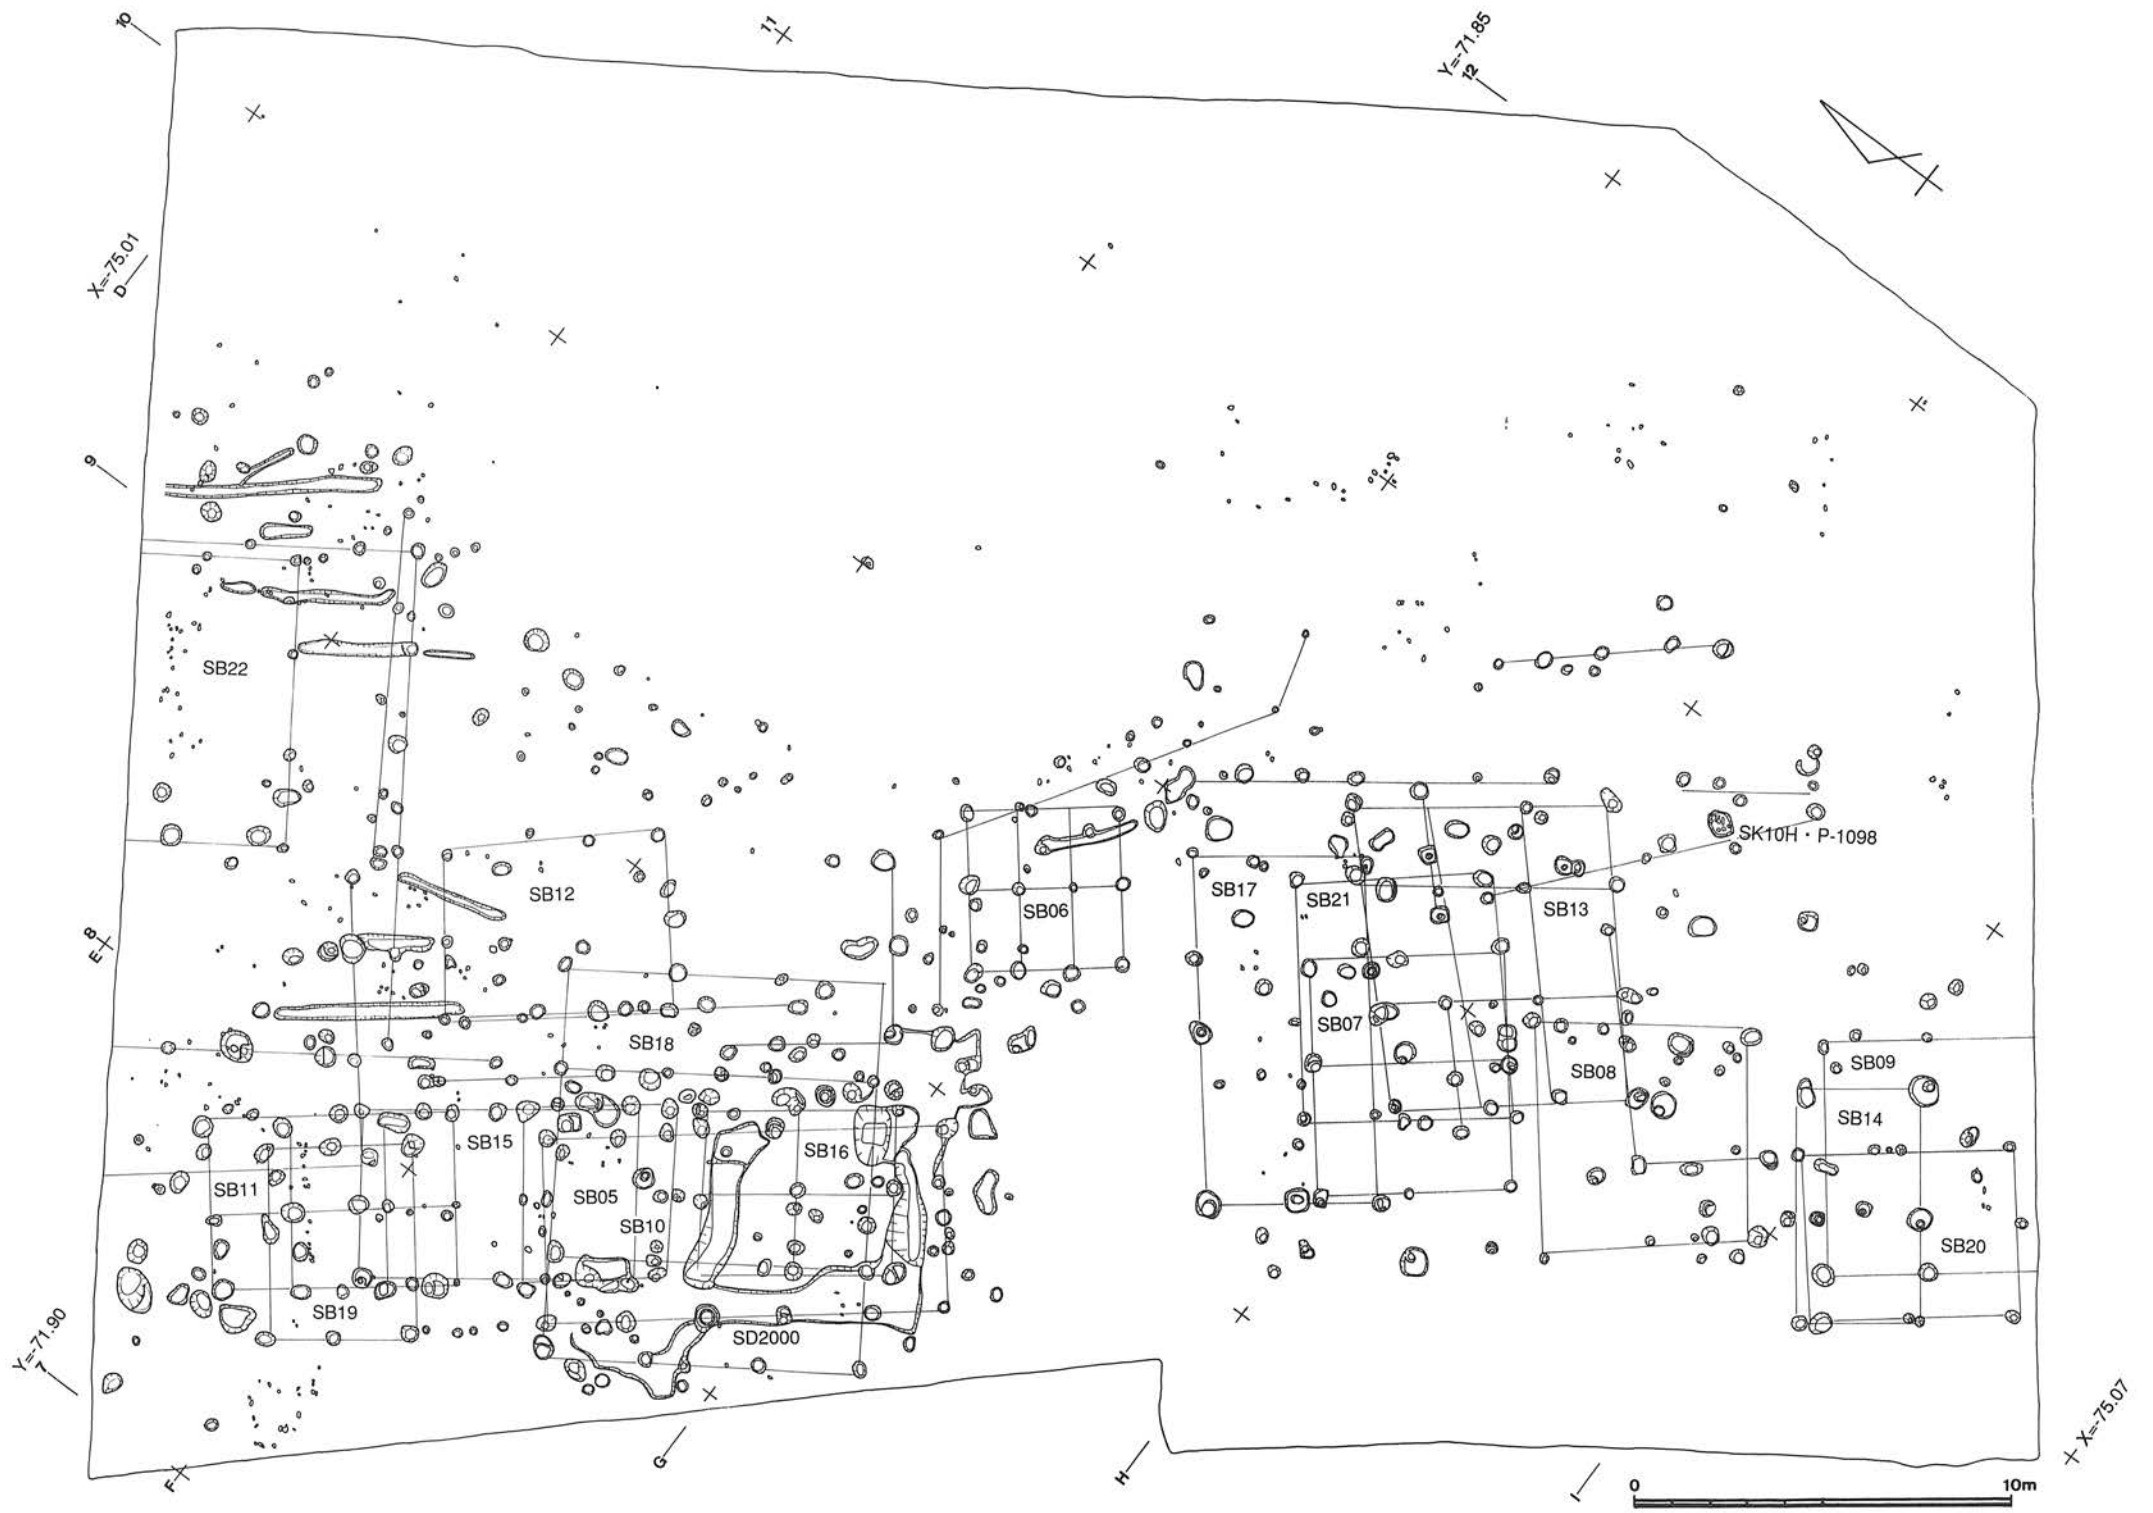 10
11
Y=-71.85
12
X=-75.01
D
9
SB22
SK10H・P-1098
SB12
SB17
SB21
SB13
SB06
E
8
SB07
SB18
SB09
SB08
SB14
SB15
SB16
SB11
SB05
SB10
SB20
SB19
SD2000
Y=-71.90
7
X=-75.07
F
G
H
I
0
10m